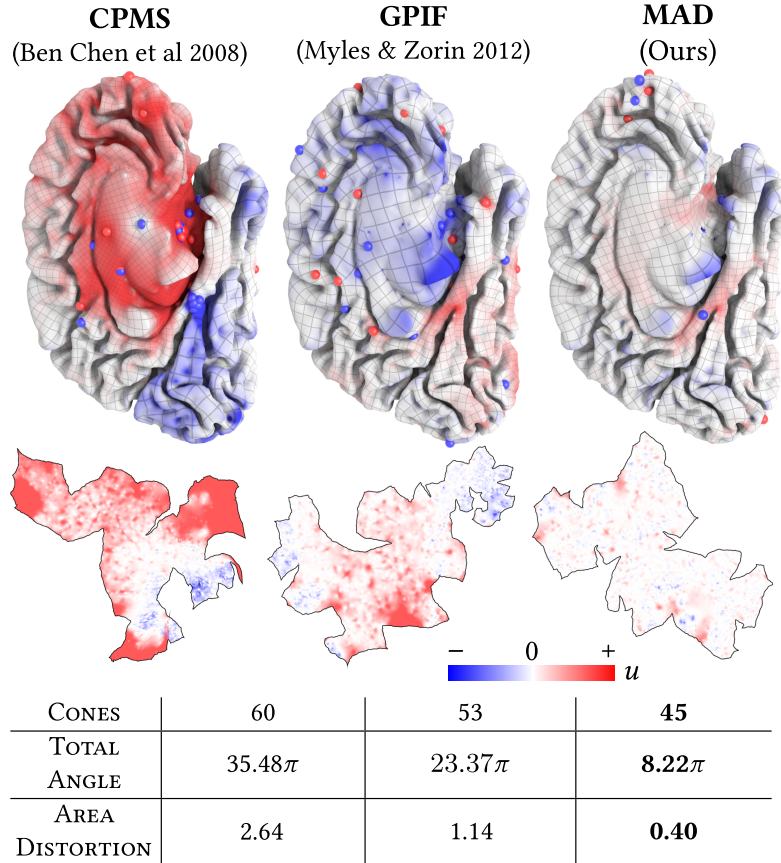 CPMS
(Ben Chen et al 2008)
GPIF
(Myles & Zorin 2012)
MAD
(Ours)
− 0 + u
CONES 60 53 45
TOTAL ANGLE 35.48π 23.37π 8.22π
AREA DISTORTION 2.64 1.14 0.40